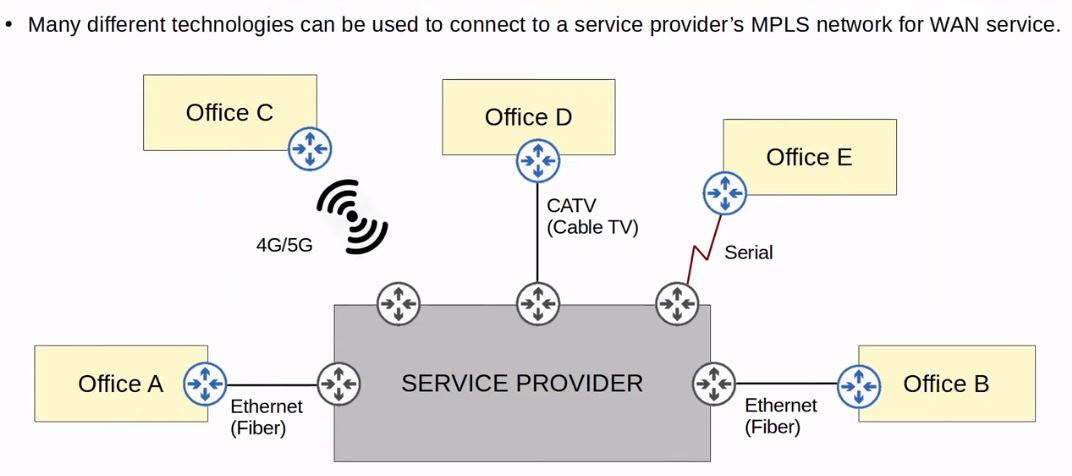 • Many different technologies can be used to connect to a service provider’s MPLS network for WAN service.
Office C
Office D
Office E
CATV
(Cable TV)
4G/5G
Serial
Office A
Ethernet
(Fiber)
SERVICE PROVIDER
Ethernet
(Fiber)
Office B